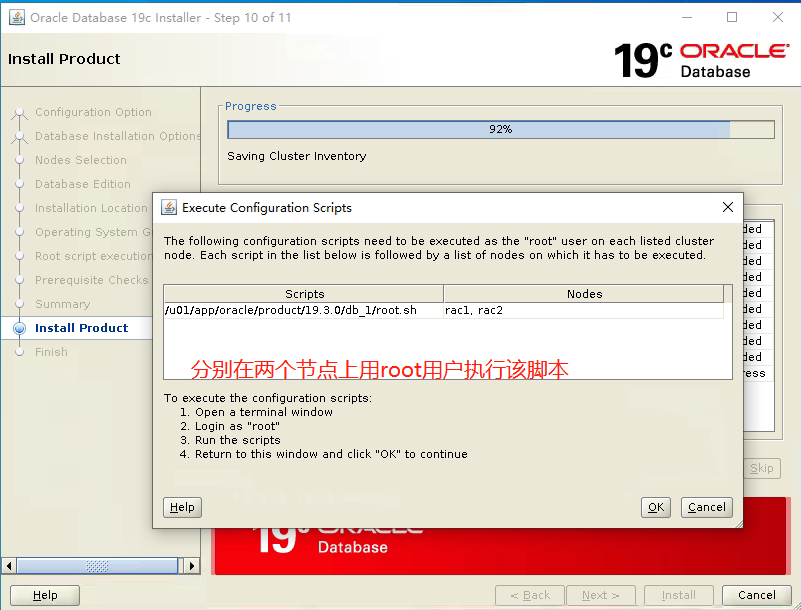 Oracle Database 19c Installer - Step 10 of 11
Install Product
19c ORACLE
Database
Configuration Option
Database Installation Options
Nodes Selection
Database Edition
Installation Location
Operating System G
Root script execution
Prerequisite Checks
Summary
Install Product
Finish
Progress
92%
Saving Cluster Inventory
Execute Configuration Scripts
The following configuration scripts need to be executed as the "root" user on each listed cluster
node. Each script in the list below is followed by a list of nodes on which it has to be executed.
Scripts Nodes
/u01/app/oracle/product/19.3.0/db_1/root.sh rac1, rac2
分别在两个节点上用root用户执行该脚本
To execute the configuration scripts:
1. Open a terminal window
2. Login as "root"
3. Run the scripts
4. Return to this window and click "OK" to continue
Help OK Cancel
ded
ded
ded
ded
ded
ded
ded
ded
ded
ress
Skip
19c ORACLE
Database
Help < Back Next > Install Cancel